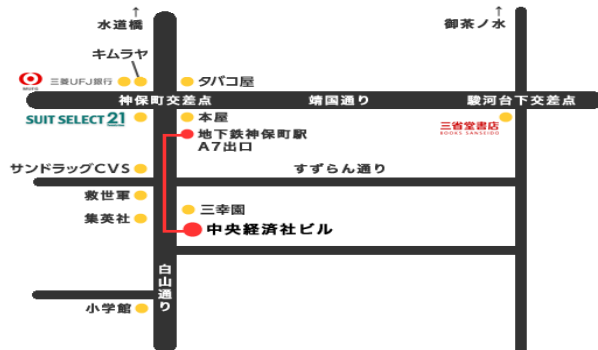 ↑
水道橋
↑
御茶ノ水
キムラヤ
三菱UFJ銀行
MUFG
タバコ屋
神保町交差点
靖国通り
駿河台下交差点
SUIT SELECT 21
本屋
地下鉄神保町駅
A7出口
三省堂書店
BOOKS SANSEIDO
サンドラッグCVS
すずらん通り
救世軍
集英社
三幸園
中央経済社ビル
白山通り
小学館